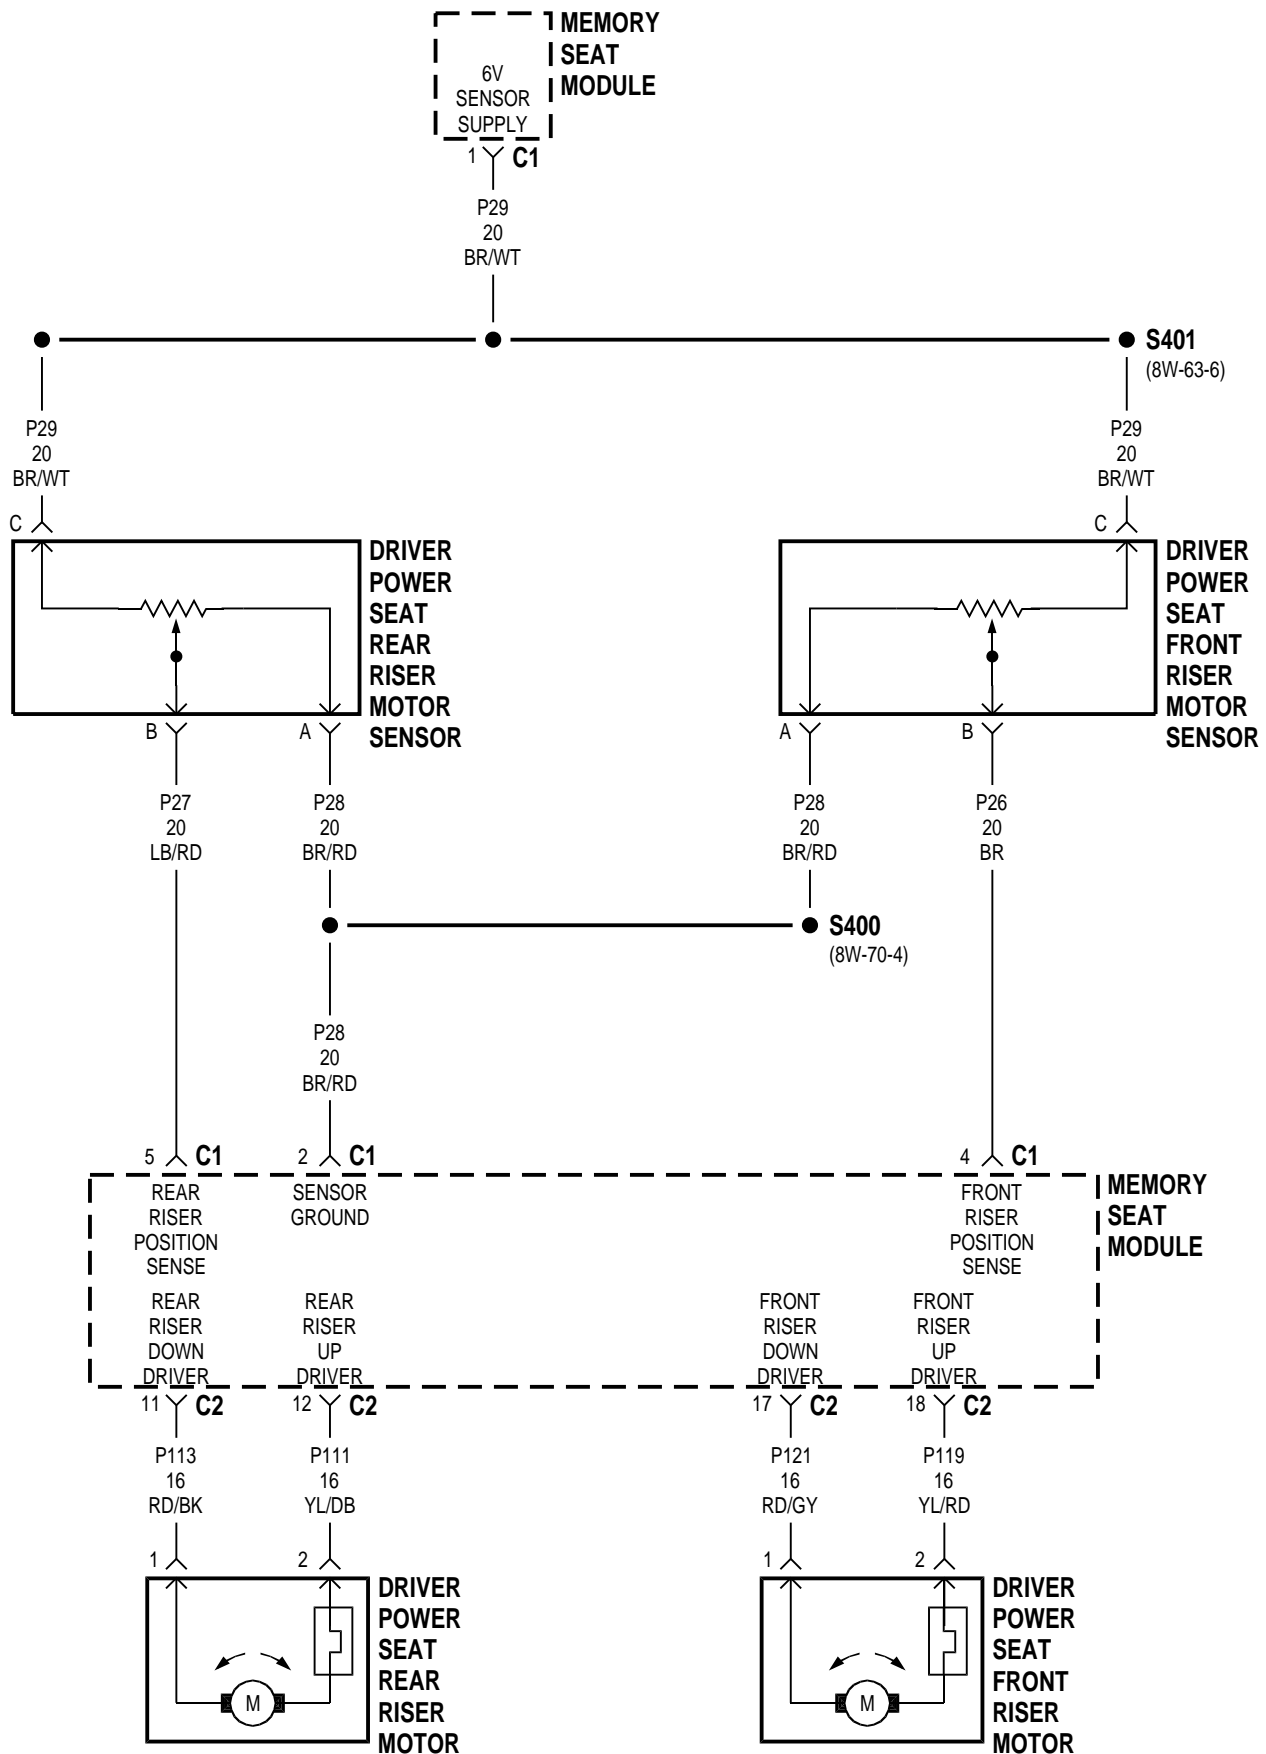 MEMORY
SEAT
MODULE
6V
SENSOR
SUPPLY
1 C1
P29
20
BR/WT
S401
(8W-63-6)
P29
20
BR/WT
P29
20
BR/WT
C
C
DRIVER
POWER
SEAT
REAR
RISER
MOTOR
SENSOR
DRIVER
POWER
SEAT
FRONT
RISER
MOTOR
SENSOR
B A
A B
P27
20
LB/RD
P28
20
BR/RD
P28
20
BR/RD
P26
20
BR
S400
(8W-70-4)
P28
20
BR/RD
5 C1
2 C1
4 C1
REAR
RISER
POSITION
SENSE
SENSOR
GROUND
FRONT
RISER
POSITION
SENSE
MEMORY
SEAT
MODULE
REAR
RISER
DOWN
DRIVER
REAR
RISER
UP
DRIVER
FRONT
RISER
DOWN
DRIVER
FRONT
RISER
UP
DRIVER
11 C2
12 C2
17 C2
18 C2
P113
16
RD/BK
P111
16
YL/DB
P121
16
RD/GY
P119
16
YL/RD
1 2
1 2
M
DRIVER
POWER
SEAT
REAR
RISER
MOTOR
M
DRIVER
POWER
SEAT
FRONT
RISER
MOTOR